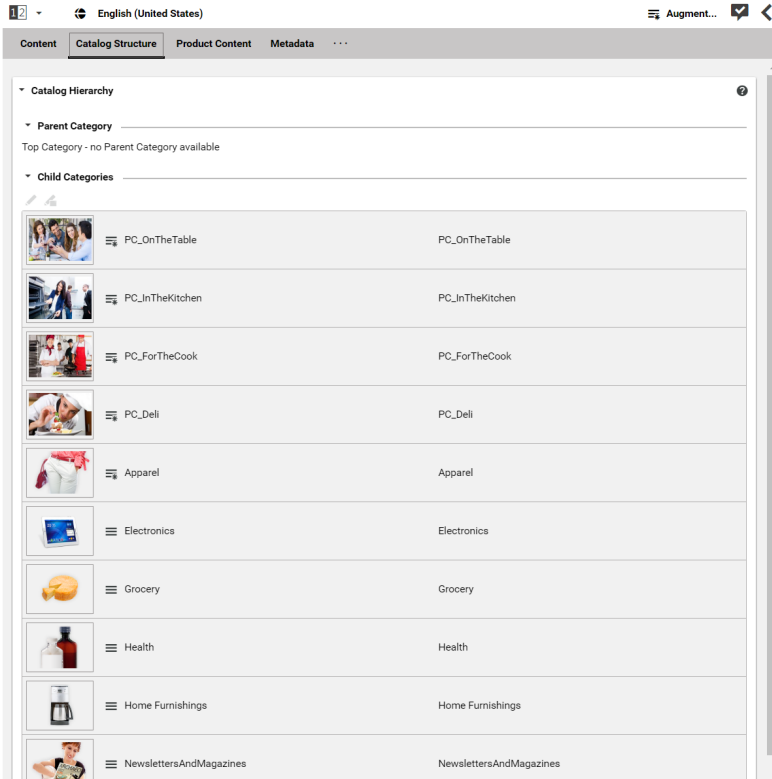 12 English (United States) Augment...
Content Catalog Structure Product Content Metadata ...
Catalog Hierarchy ?
Parent Category
Top Category - no Parent Category available
Child Categories
PC_OnTheTable PC_OnTheTable
PC_InTheKitchen PC_InTheKitchen
PC_ForTheCook PC_ForTheCook
PC_Deli PC_Deli
Apparel Apparel
Electronics Electronics
Grocery Grocery
Health Health
Home Furnishings Home Furnishings
NewslettersAndMagazines NewslettersAndMagazines